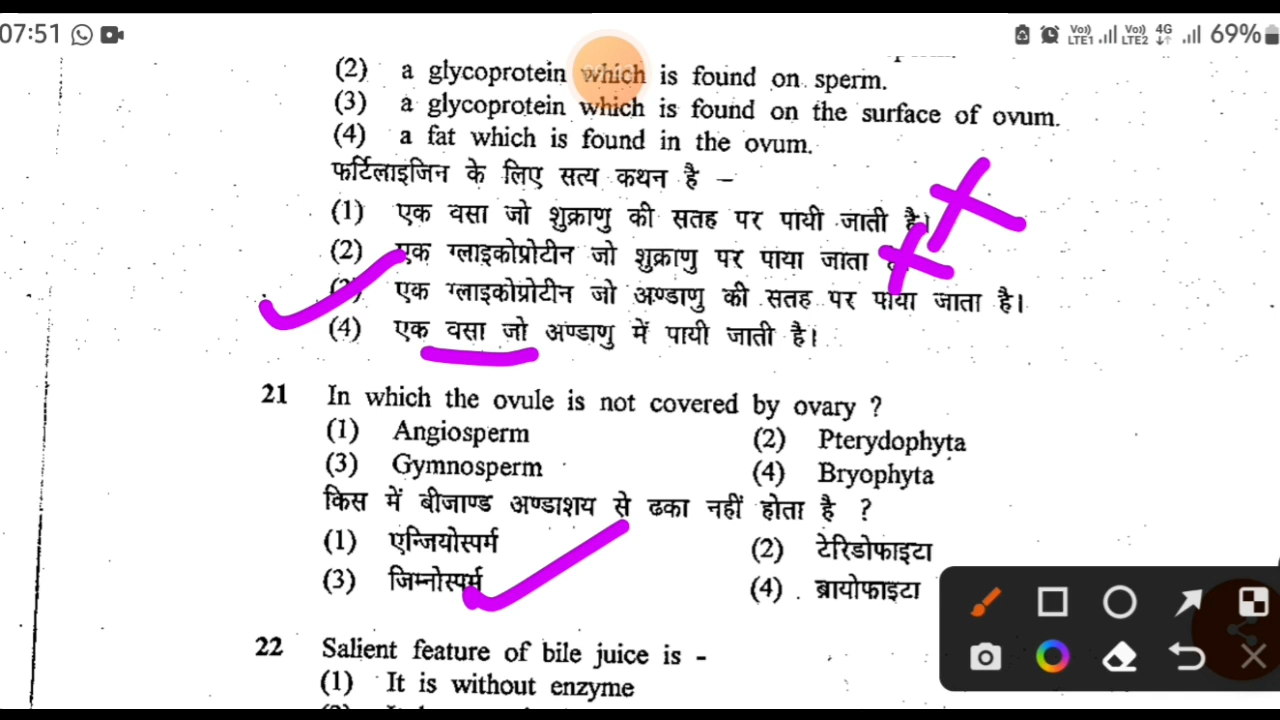 07:51
LTE1 LTE2 4G 69%
(2) a glycoprotein which is found on sperm.
(3) a glycoprotein which is found on the surface of ovum.
(4) a fat which is found in the ovum.
फर्टिलाइजिन के लिए सत्य कथन है –
(1) एक वसा जो शुक्राणु की सतह पर पायी जाती है।
(2) एक ग्लाइकोप्रोटीन जो शुक्राणु पर पाया जाता
एक ग्लाइकोप्रोटीन जो अण्डाणु की सतह पर पाया जाता है।
(4) एक वसा जो अण्डाणु में पायी जाती है।
21 In which the ovule is not covered by ovary ?
(1) Angiosperm (2) Pterydophyta
(3) Gymnosperm (4) Bryophyta
किस में बीजाण्ड अण्डाशय से ढका नहीं होता है ?
(1) एन्जियोस्पर्म (2) टेरिडोफाइटा
(3) जिम्नोस्पर्म (4) ब्रायोफाइटा
22 Salient feature of bile juice is -
(1) It is without enzyme